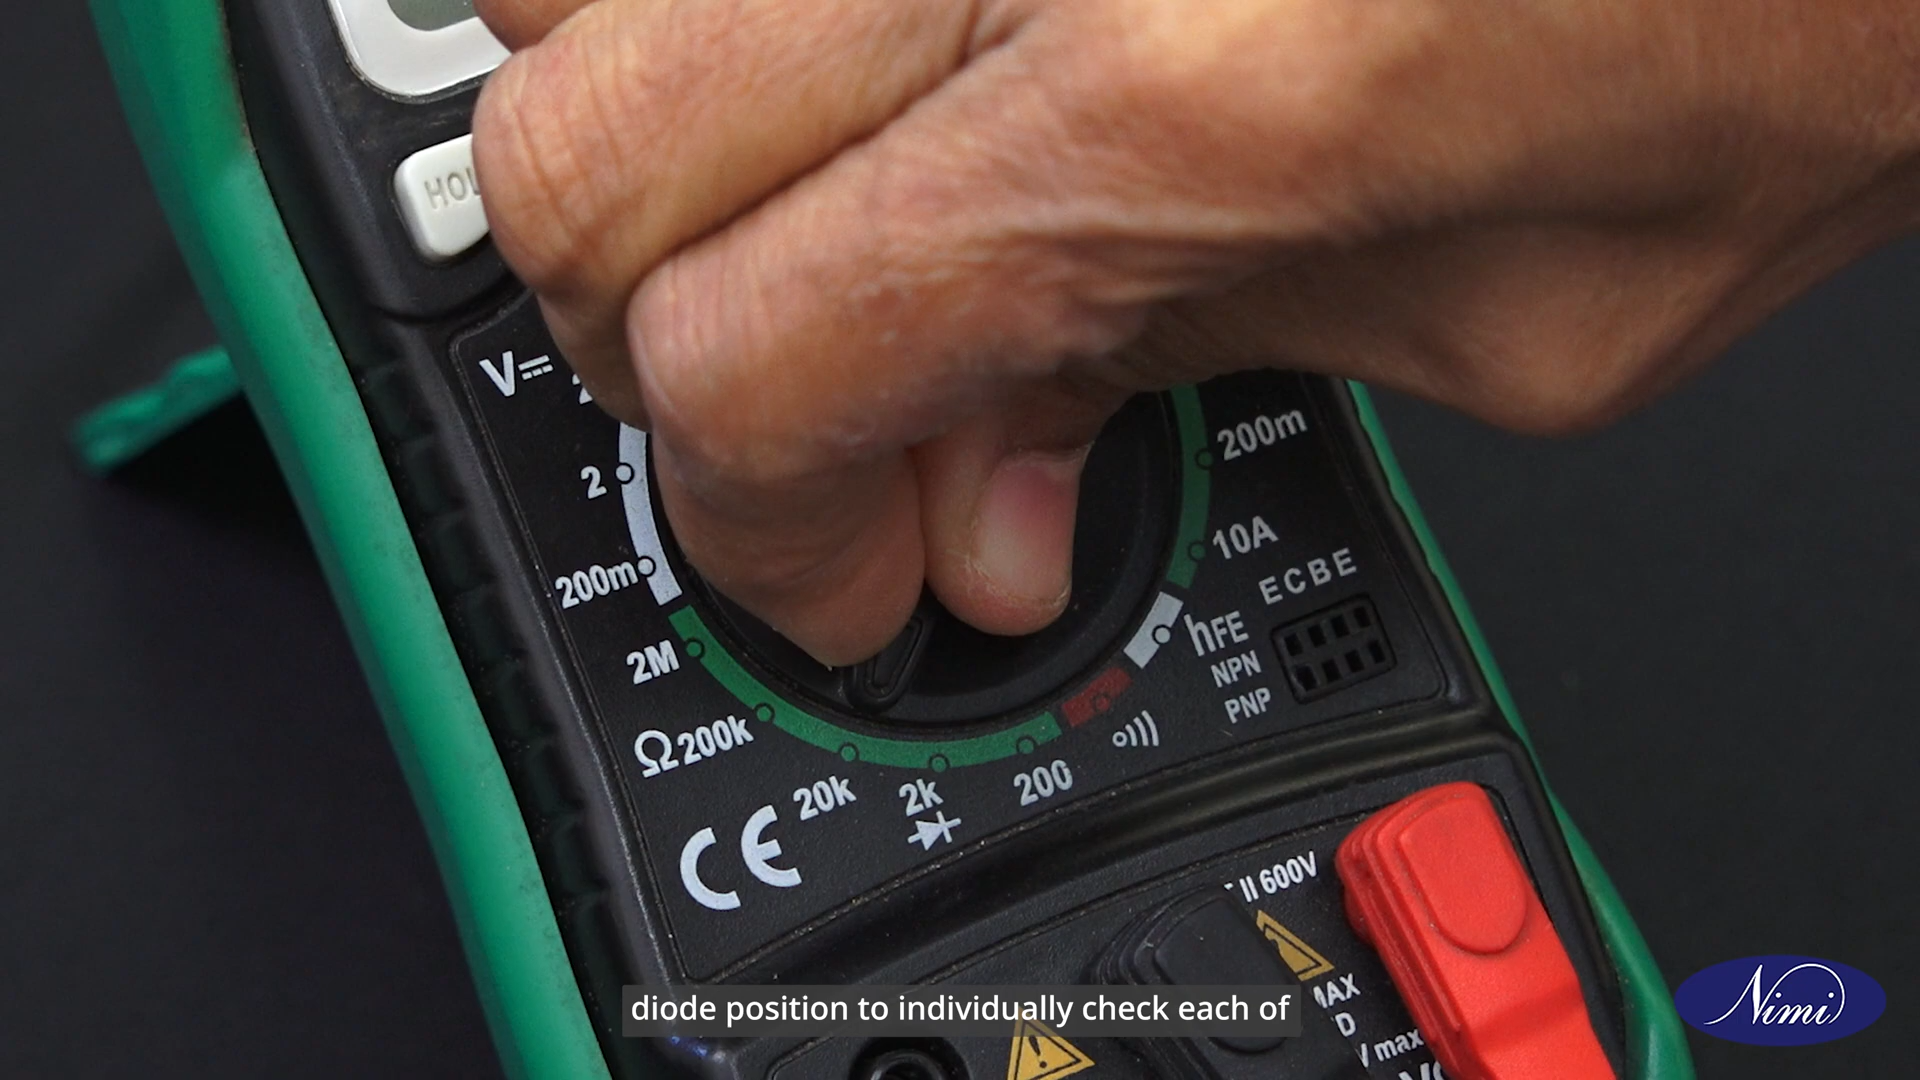 V
2
200m
2M
Ω200k
20k
2k
200
200m
10A
ECBE
hFE
NPN
PNP
CE
II 600V
V max
diode position to individually check each of
Nimi